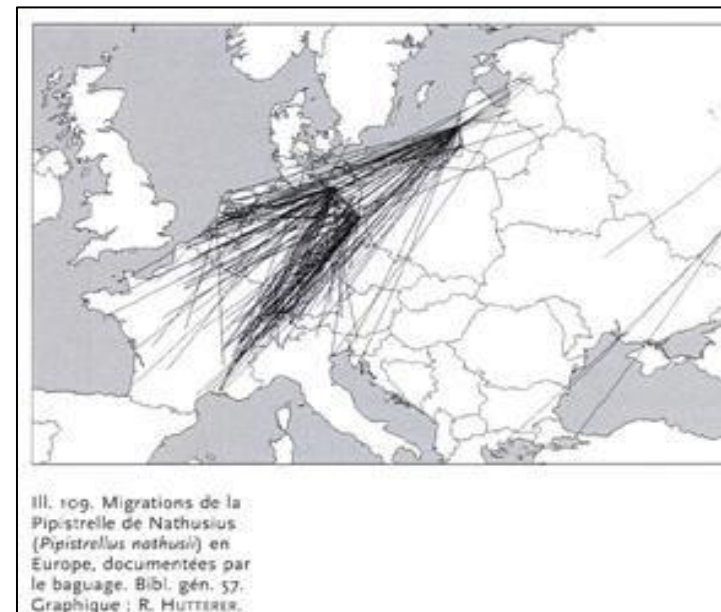 Ill. 109. Migrations de la
Pipistrelle de Nathusius
(Pipistrellus nathusii) en
Europe, documentées par
le baguage. Bibl. gén. 57.
Graphique : R. HUTTERER.